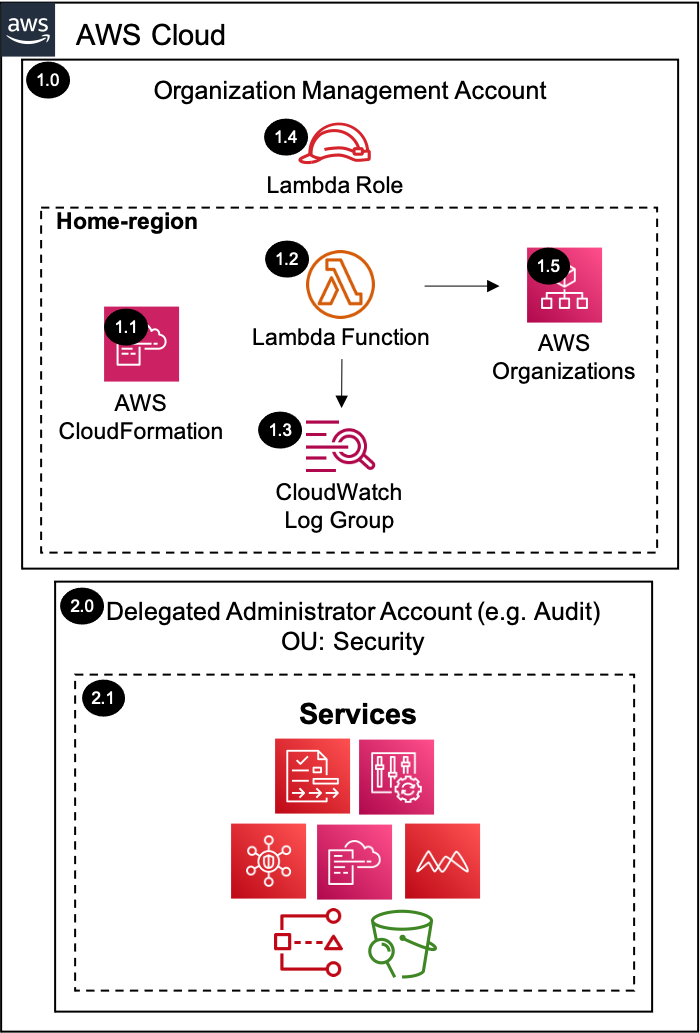 aws
AWS Cloud
1.0
Organization Management Account
1.4
Lambda Role
Home-region
1.2
Lambda Function
1.5
AWS
Organizations
1.1
AWS
CloudFormation
1.3
CloudWatch
Log Group
2.0
Delegated Administrator Account (e.g. Audit)
OU: Security
2.1
Services